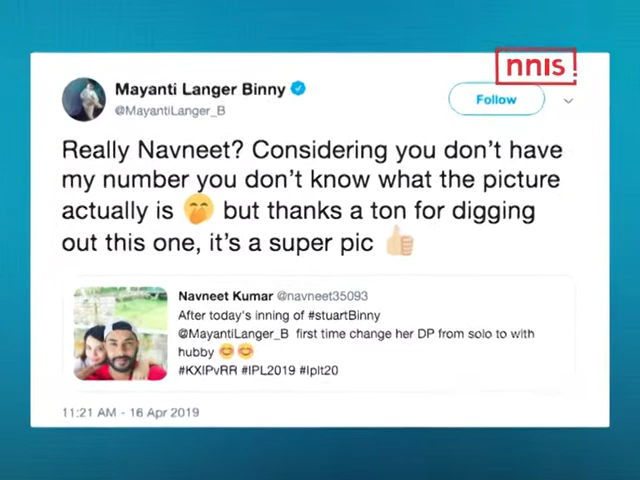 nnis
Mayanti Langer Binny
@MayantiLanger_B
Follow
Really Navneet? Considering you don't have
my number you don't know what the picture
actually is 🤭 but thanks a ton for digging
out this one, it's a super pic 👍🏼
Navneet Kumar @navneet35093
After today's inning of #stuartBinny
@MayantiLanger_B first time change her DP from solo to with
hubby 😊😊
#KXIPvRR #IPL2019 #Iplt20
11:21 AM - 16 Apr 2019